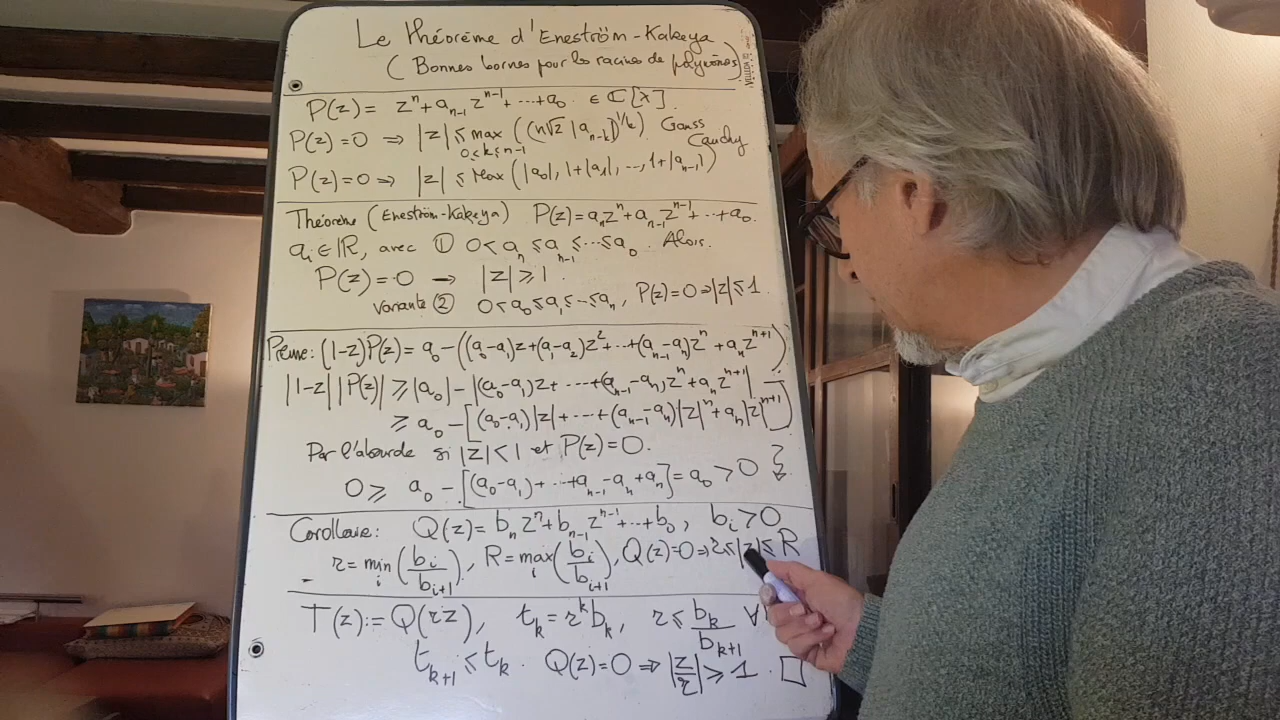 Le théorème d'Eneström-Kakeya
(Bonnes bornes pour les racines de polynômes)
VELLEDA
P(z) = z^n + a_{n-1} z^{n-1} + ⋯ + a_0 ∈ ℂ[X].
P(z) = 0 ⇒ |z| ≤ max_{0≤k≤n-1} ((n√2 |a_{n-k}|)^{1/k}) Gauss
Cauchy
P(z) = 0 ⇒ |z| ≤ Max (|a_0|, 1+|a_1|, ⋯, 1+|a_{n-1}|)
Théorème (Eneström-Kakeya) P(z) = a_n z^n + a_{n-1} z^{n-1} + ⋯ + a_0.
a_i ∈ ℝ, avec ① 0 < a_n ≤ a_{n-1} ≤ ⋯ ≤ a_0. Alors.
P(z) = 0 → |z| ≥ 1.
Variante ② 0 < a_0 ≤ a_1 ≤ ⋯ ≤ a_n, P(z) = 0 ⇒ |z| ≤ 1.
Preuve: (1-z)P(z) = a_0 - ((a_0-a_1)z + (a_1-a_2)z^2 + ⋯ + (a_{n-1}-a_n)z^n + a_n z^{n+1})
|1-z| |P(z)| ≥ |a_0| - |(a_0-a_1)z + ⋯ + (a_{n-1}-a_n)z^n + a_n z^{n+1}|
≥ a_0 - [(a_0-a_1)|z| + ⋯ + (a_{n-1}-a_n)|z|^n + a_n|z|^{n+1}]
Par l'absurde si |z| < 1 et P(z) = 0.
0 ≥ a_0 - [(a_0-a_1) + ⋯ + a_{n-1} - a_n + a_n] = a_0 > 0
Corollaire: Q(z) = b_n z^n + b_{n-1} z^{n-1} + ⋯ + b_0, b_i > 0
r = min_i (b_i/b_{i+1}), R = max_i (b_i/b_{i+1}), Q(z) = 0 ⇒ r ≤ |z| ≤ R
T(z) := Q(rz), t_k = r^k b_k, r ≤ b_k/b_{k+1} ∀
t_{k+1} ≤ t_k. Q(z) = 0 ⇒ |z/r| ≥ 1. □